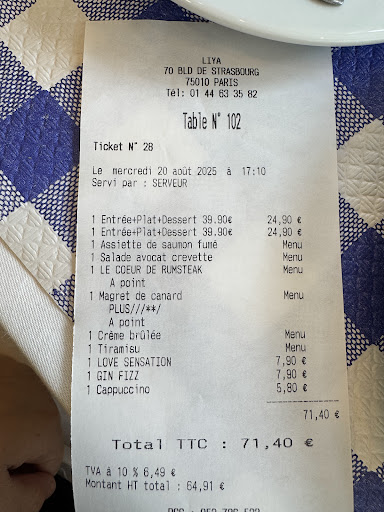 LIYA
70 BLD DE STRASBOURG
75010 PARIS
Tél: 01 44 63 35 82
Table N° 102
Ticket N° 28
Le mercredi 20 août 2025 à 17:10
Servi par : SERVEUR
1 Entrée+Plat+Dessert 39.90€ 24,90 €
1 Entrée+Plat+Dessert 39.90€ 24,90 €
1 Assiette de saumon fumé Menu
1 Salade avocat crevette Menu
1 LE COEUR DE RUMSTEAK Menu
A point
1 Magret de canard Menu
PLUS///**/
A point
1 Crème brûlée Menu
1 Tiramisu Menu
1 LOVE SENSATION 7,90 €
1 GIN FIZZ 7,90 €
1 Cappuccino 5,80 €
71,40 €
Total TTC : 71,40 €
TVA à 10 % 6,49 €
Montant HT total : 64,91 €